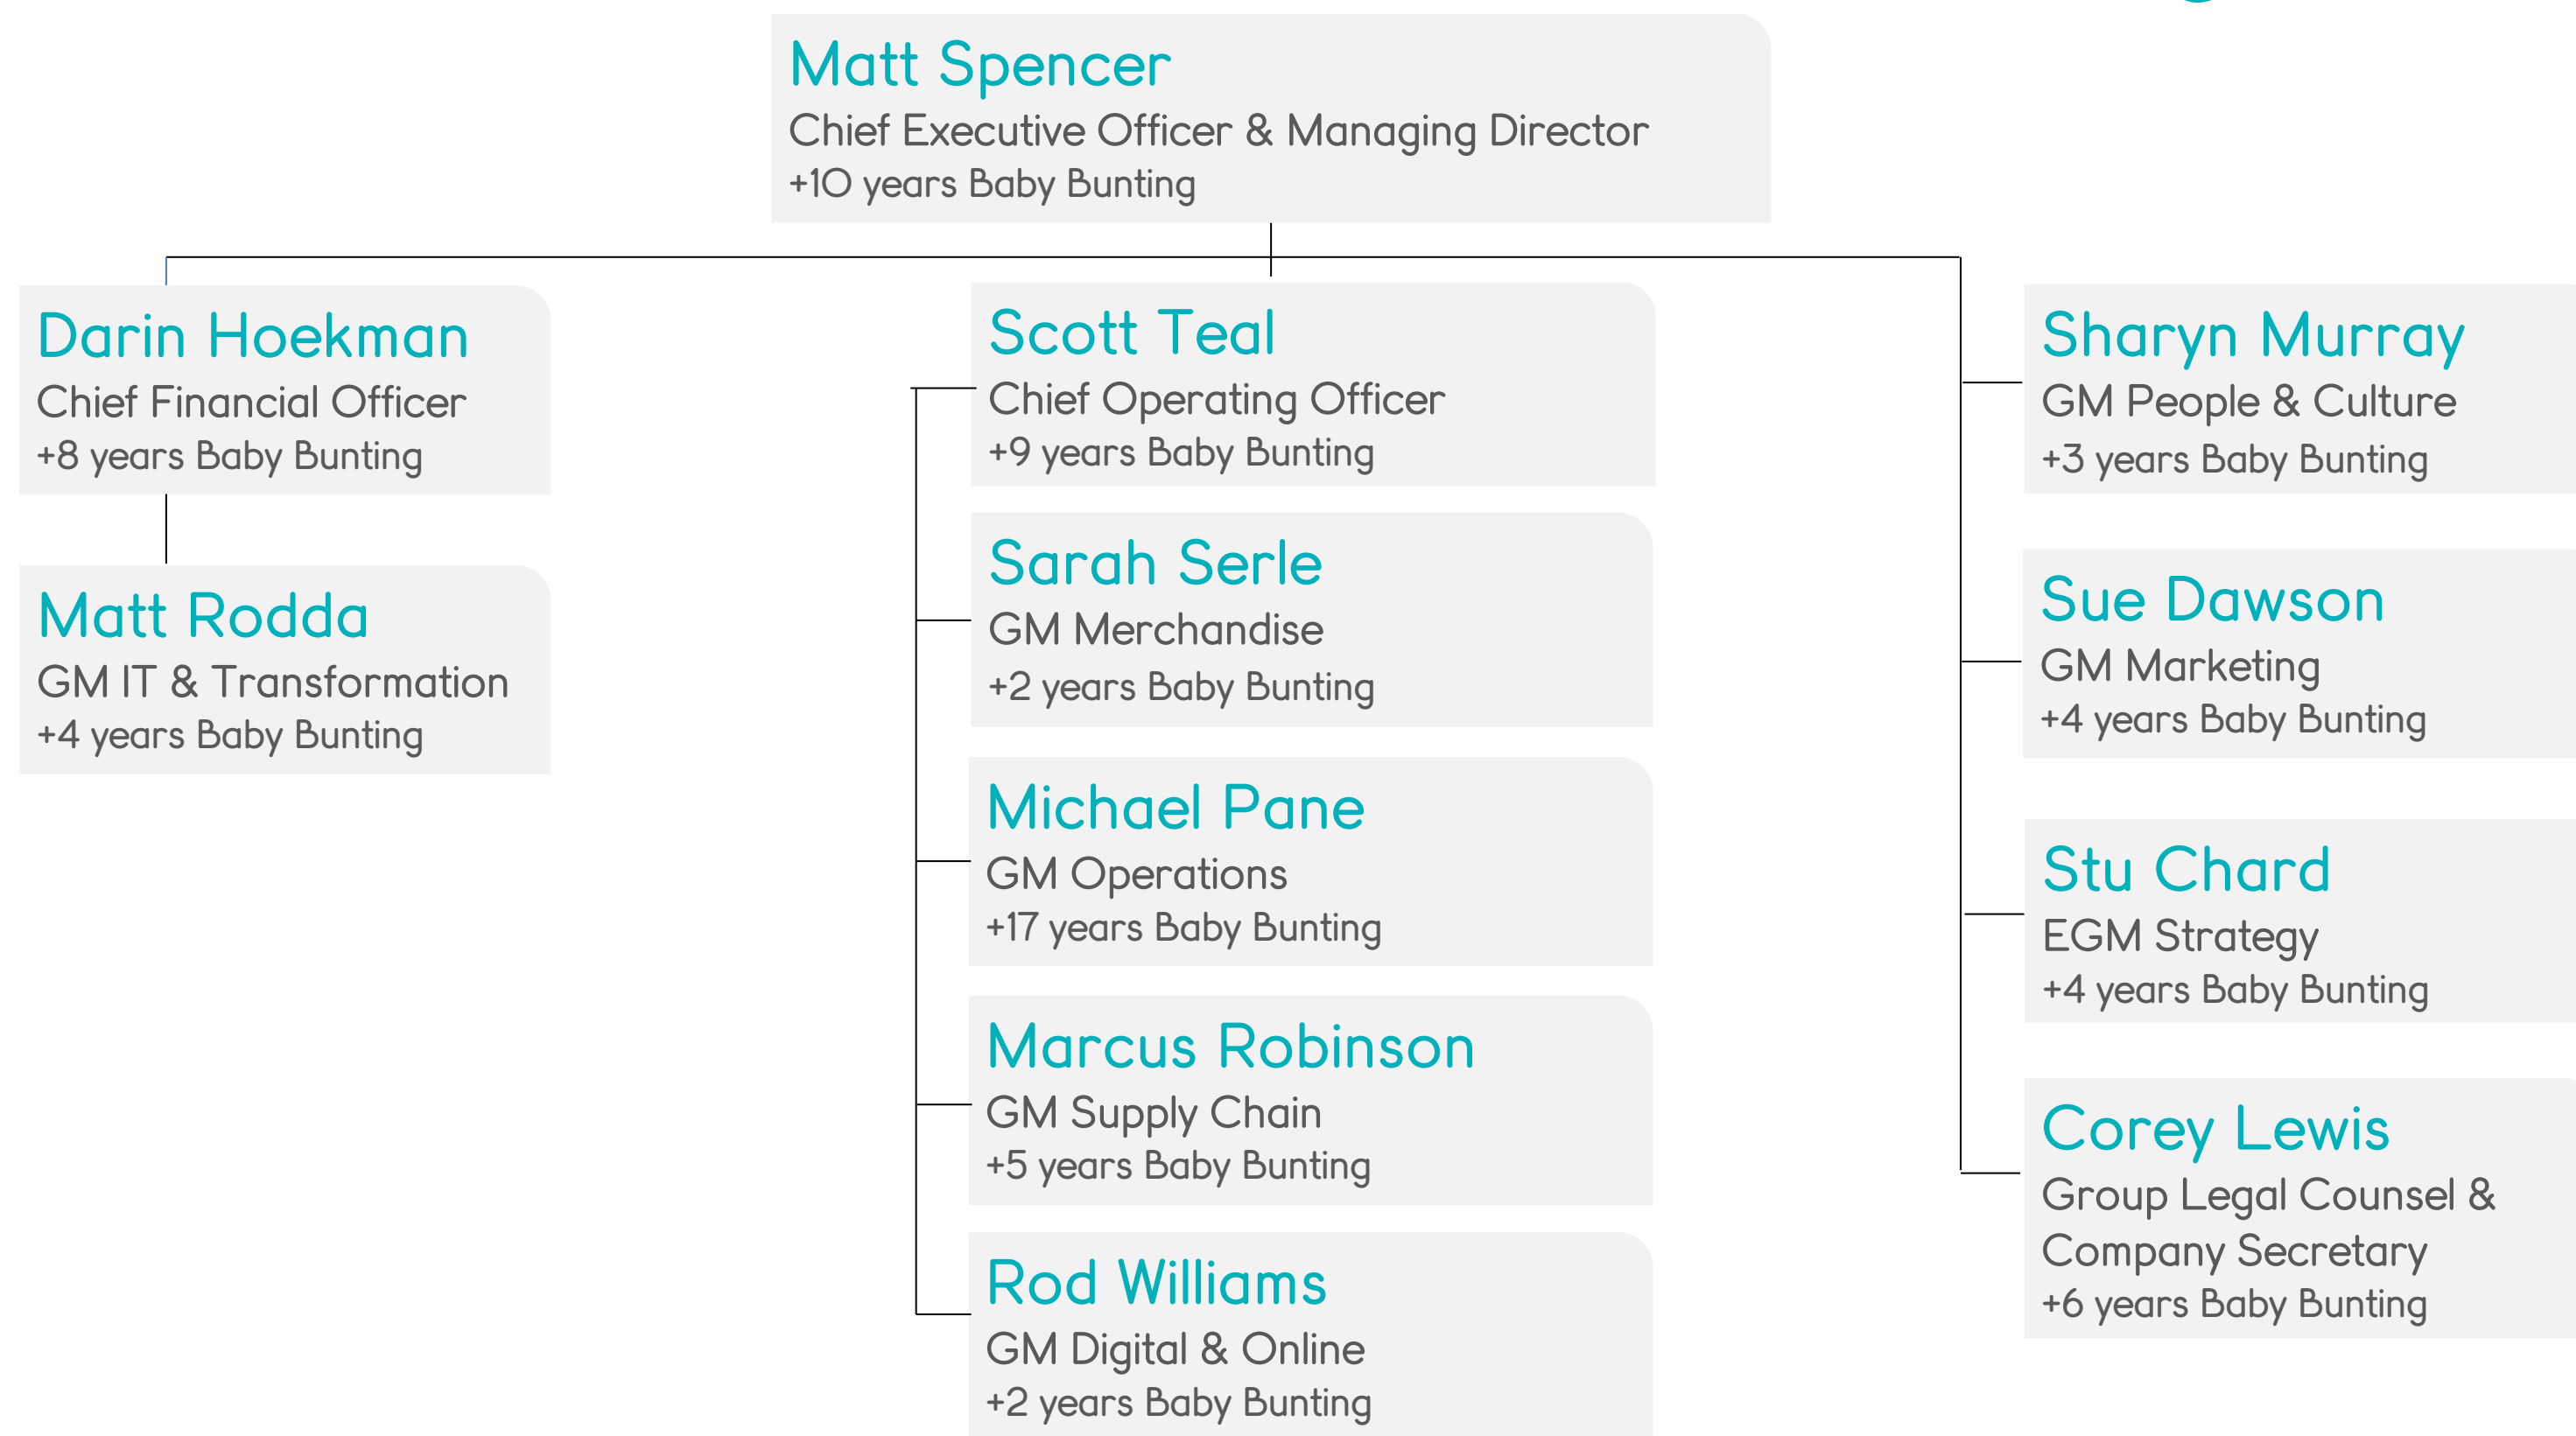 Matt Spencer
Chief Executive Officer & Managing Director
+10 years Baby Bunting
Darin Hoekman
Chief Financial Officer
+8 years Baby Bunting
Matt Rodda
GM IT & Transformation
+4 years Baby Bunting
Scott Teal
Chief Operating Officer
+9 years Baby Bunting
Sarah Serle
GM Merchandise
+2 years Baby Bunting
Michael Pane
GM Operations
+17 years Baby Bunting
Marcus Robinson
GM Supply Chain
+5 years Baby Bunting
Rod Williams
GM Digital & Online
+2 years Baby Bunting
Sharyn Murray
GM People & Culture
+3 years Baby Bunting
Sue Dawson
GM Marketing
+4 years Baby Bunting
Stu Chard
EGM Strategy
+4 years Baby Bunting
Corey Lewis
Group Legal Counsel &
Company Secretary
+6 years Baby Bunting